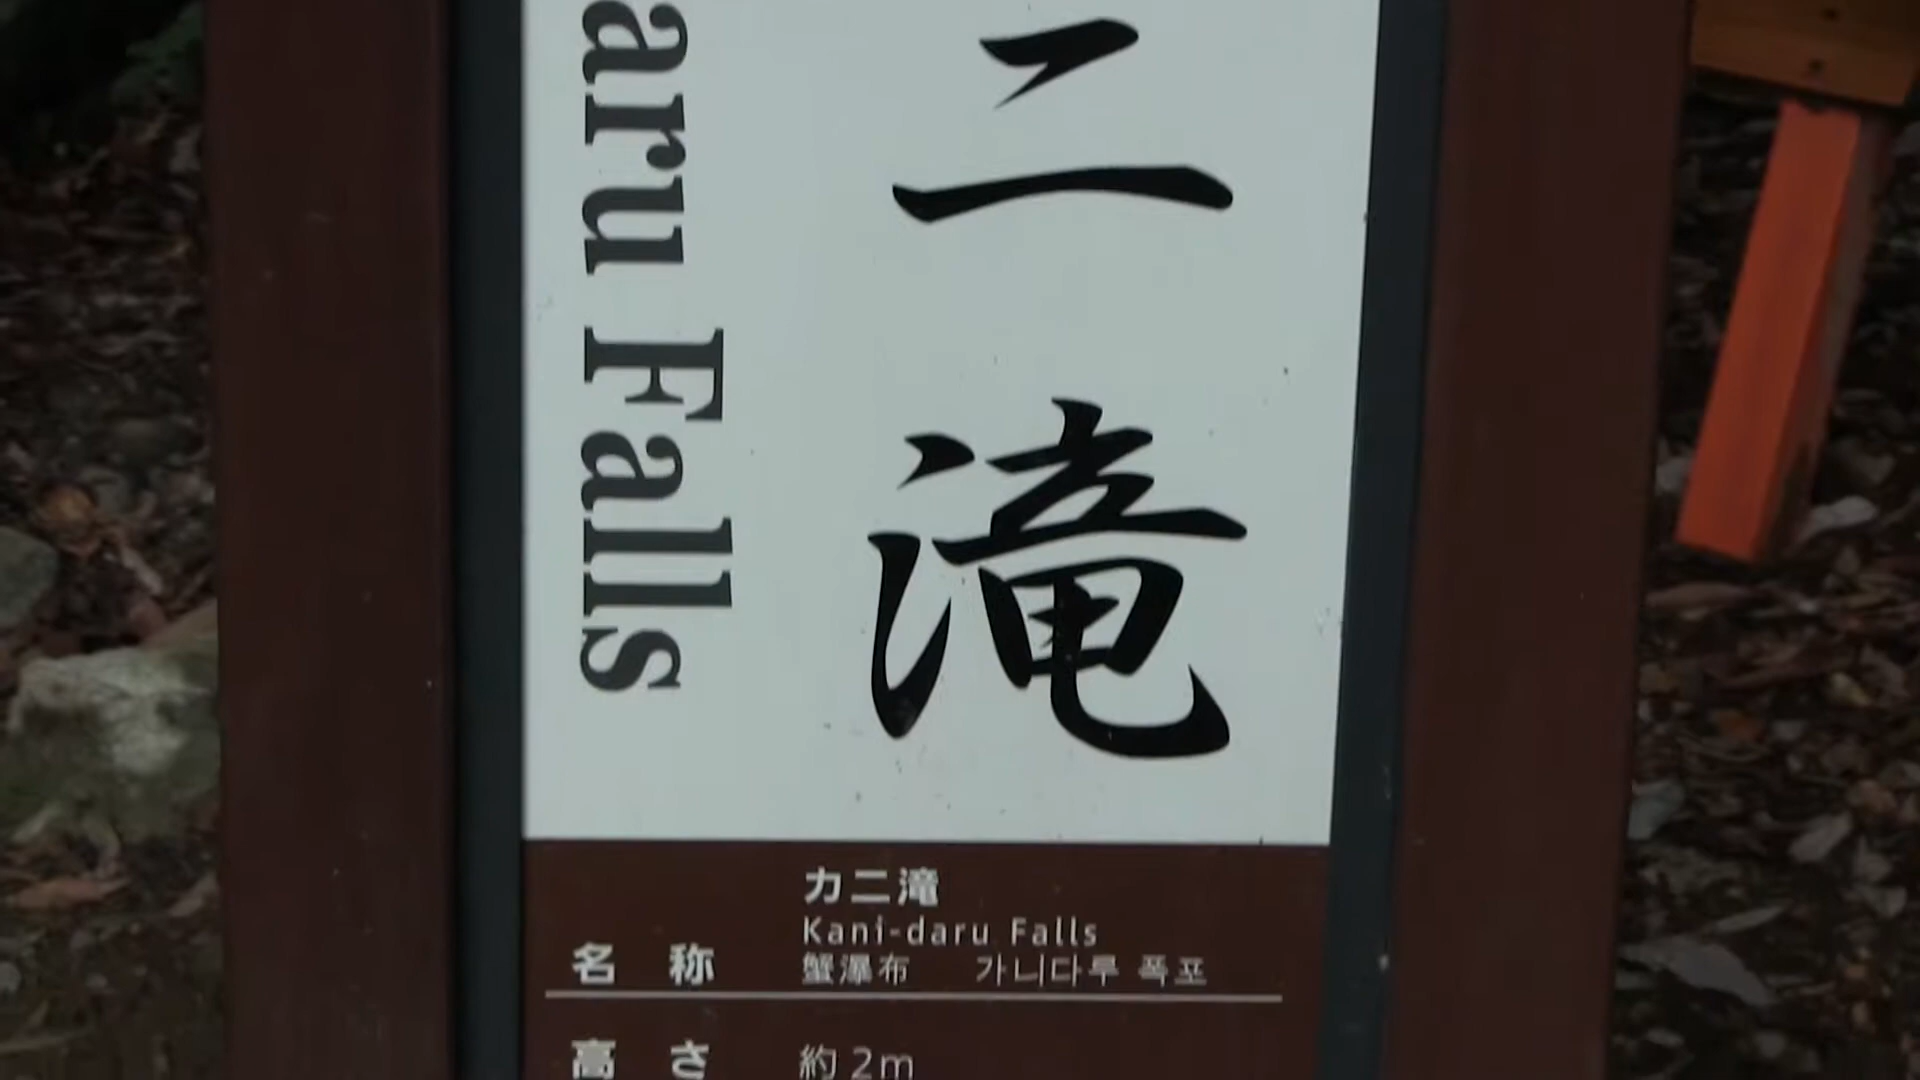 ニ滝
aru Falls
カニ滝
Kani-daru Falls
名称 蟹瀑布 가니다루 폭포
高さ 約2m